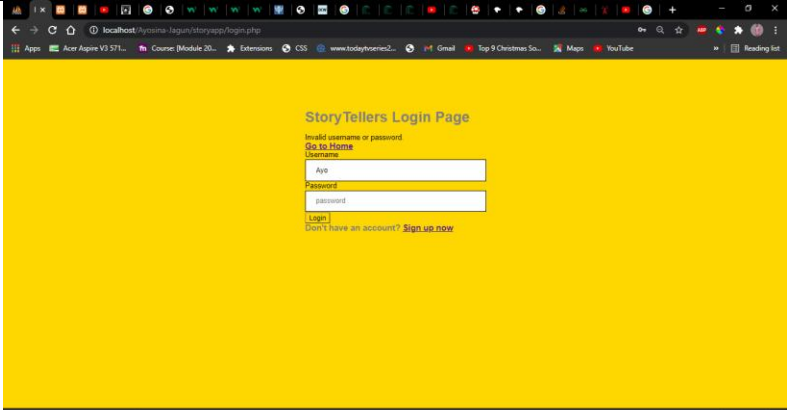 localhost/Ayosina-Jagun/storyapp/login.php
Apps Acer Aspire V3 571... Course: [Module 20... Extensions CSS www.todaytvseries2... Gmail Top 9 Christmas So... Maps YouTube » Reading list
StoryTellers Login Page
Invalid username or password.
Go to Home
Username
Ayo
Password
password
Login
Don't have an account? Sign up now